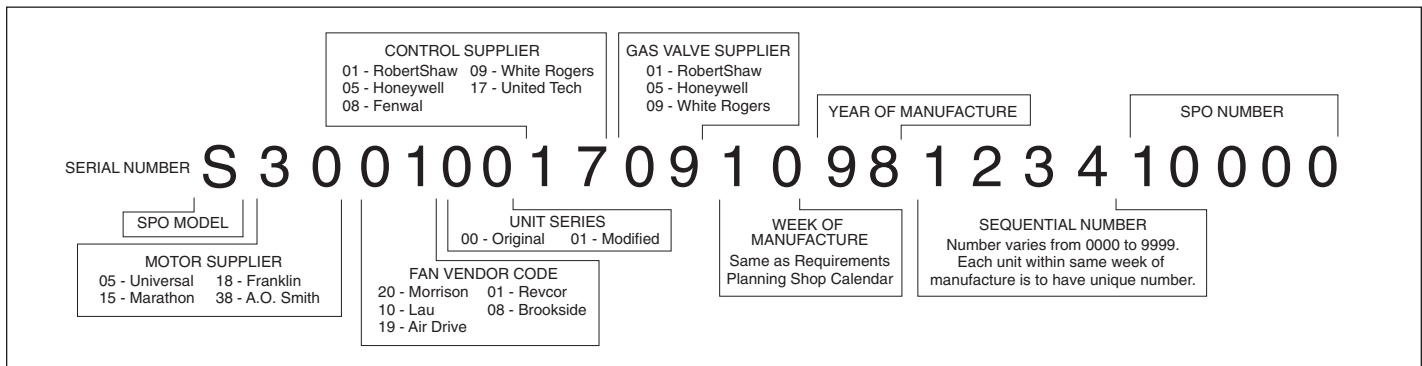 CONTROL SUPPLIER
01 - RobertShaw 09 - White Rogers
05 - Honeywell 17 - United Tech
08 - Fenwal
GAS VALVE SUPPLIER
01 - RobertShaw
05 - Honeywell
09 - White Rogers
YEAR OF MANUFACTURE
SPO NUMBER
SERIAL NUMBER S 3 0 0 1 0 0 1 7 0 9 1 0 9 8 1 2 3 4 1 0 0 0 0
SPO MODEL
MOTOR SUPPLIER
05 - Universal 18 - Franklin
15 - Marathon 38 - A.O. Smith
FAN VENDOR CODE
20 - Morrison 01 - Revcor
10 - Lau 08 - Brookside
19 - Air Drive
UNIT SERIES
00 - Original 01 - Modified
WEEK OF
MANUFACTURE
Same as Requirements
Planning Shop Calendar
SEQUENTIAL NUMBER
Number varies from 0000 to 9999.
Each unit within same week of
manufacture is to have unique number.